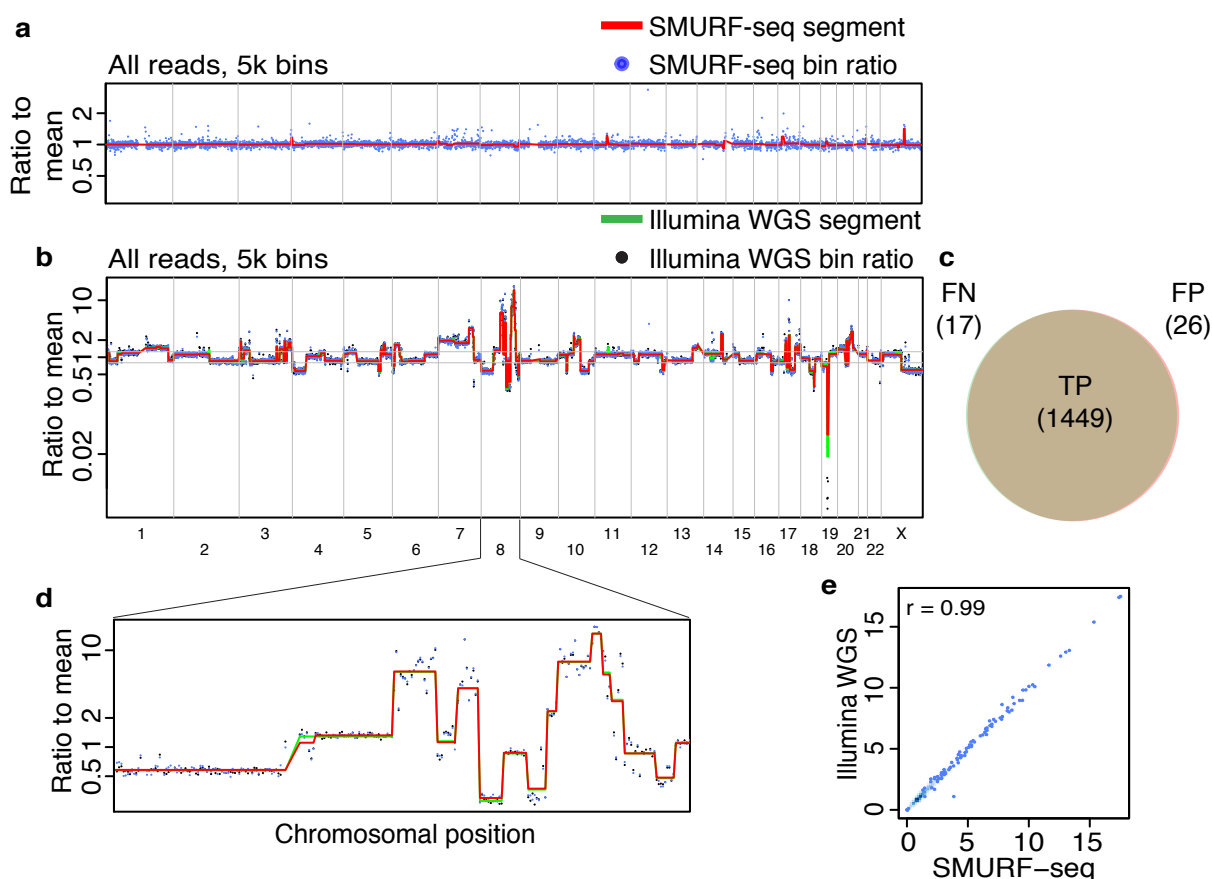 a
SMURF-seq segment
All reads, 5k bins
SMURF-seq bin ratio
Ratio to
mean
2
1
0.5
Illumina WGS segment
b
All reads, 5k bins
Illumina WGS bin ratio
c
Ratio to mean
10
2
1
0.5
0.02
1 3 5 7 9 11 13 15 17 19 21 X
2 4 6 8 10 12 14 16 18 20 22
FN
(17)
FP
(26)
TP
(1449)
d
Ratio to mean
10
2
1
0.5
Chromosomal position
e
r = 0.99
Illumina WGS
15
10
5
0
0 5 10 15
SMURF−seq